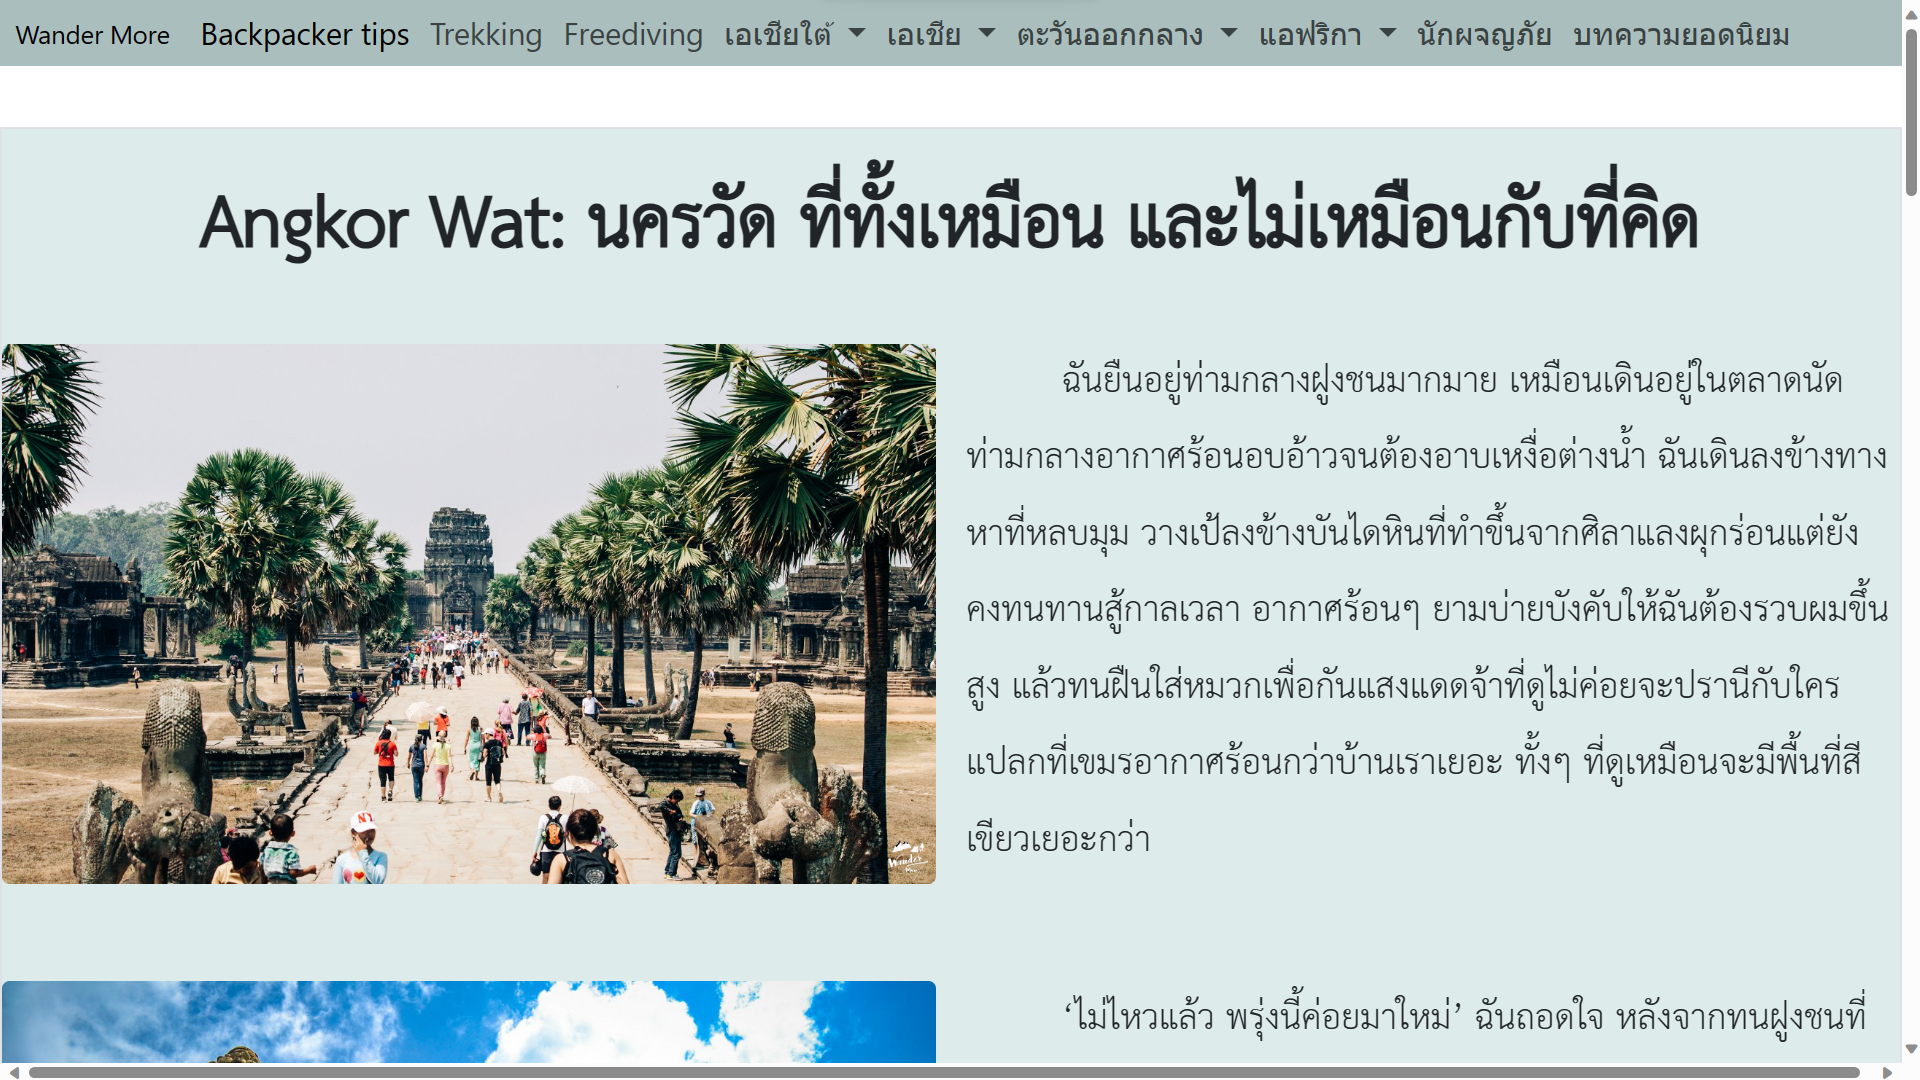 Wander More Backpacker tips Trekking Freediving เอเชียใต้ เอเชีย ตะวันออกกลาง แอฟริกา นักผจญภัย บทความยอดนิยม
Angkor Wat: นครวัด ที่ทั้งเหมือน และไม่เหมือนกับที่คิด
ฉันยืนอยู่ท่ามกลางฝูงชนมากมาย เหมือนเดินอยู่ในตลาดนัด
ท่ามกลางอากาศร้อนอบอ้าวจนต้องอาบเหงื่อต่างน้ำ ฉันเดินลงข้างทาง
หาที่หลบมุม วางเป้ลงข้างบันไดหินที่ทำขึ้นจากศิลาแลงผุกร่อนแต่ยัง
คงทนทานสู้กาลเวลา อากาศร้อนๆ ยามบ่ายบังคับให้ฉันต้องรวบผมขึ้น
สูง แล้วทนฝืนใส่หมวกเพื่อกันแสงแดดจ้าที่ดูไม่ค่อยจะปรานีกับใคร
แปลกที่เขมรอากาศร้อนกว่าบ้านเราเยอะ ทั้งๆ ที่ดูเหมือนจะมีพื้นที่สี
เขียวเยอะกว่า
Wander
‘ไม่ไหวแล้ว พรุ่งนี้ค่อยมาใหม่’ ฉันถอดใจ หลังจากทนฝูงชนที่